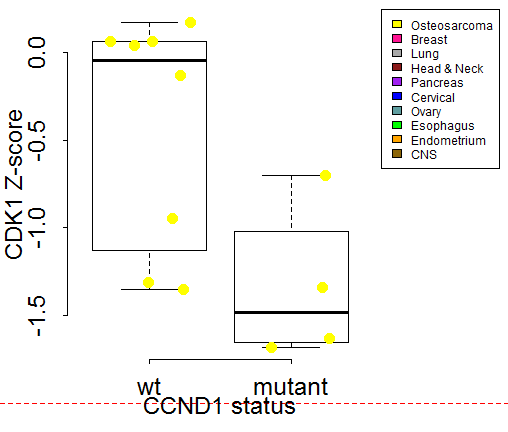 CDK1 Z-score
0.0
-0.5
-1.0
-1.5
wt
mutant
CCND1 status
Osteosarcoma
Breast
Lung
Head & Neck
Pancreas
Cervical
Ovary
Esophagus
Endometrium
CNS